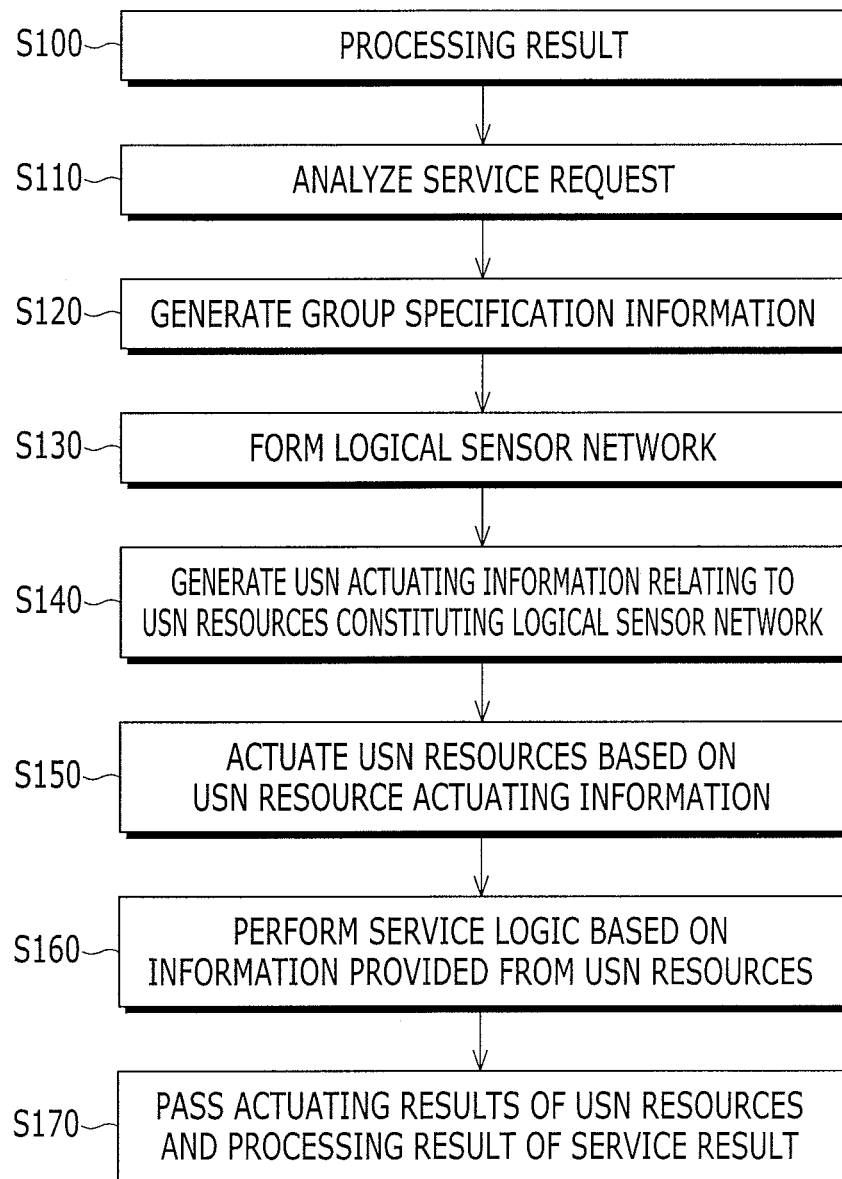 S100
PROCESSING RESULT
S110
ANALYZE SERVICE REQUEST
S120
GENERATE GROUP SPECIFICATION INFORMATION
S130
FORM LOGICAL SENSOR NETWORK
S140
GENERATE USN ACTUATING INFORMATION RELATING TO
USN RESOURCES CONSTITUTING LOGICAL SENSOR NETWORK
S150
ACTUATE USN RESOURCES BASED ON
USN RESOURCE ACTUATING INFORMATION
S160
PERFORM SERVICE LOGIC BASED ON
INFORMATION PROVIDED FROM USN RESOURCES
S170
PASS ACTUATING RESULTS OF USN RESOURCES
AND PROCESSING RESULT OF SERVICE RESULT